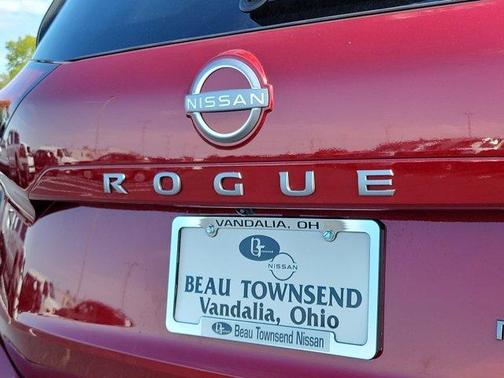 NISSAN
ROGUE
VANDALIA, OH
NISSAN
BEAU TOWNSEND
Vandalia, Ohio
Beau Townsend Nissan